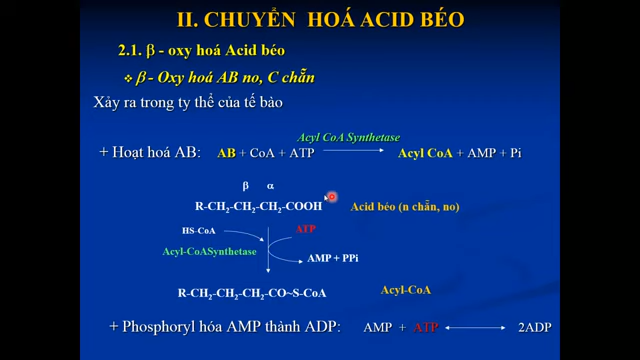 II. CHUYỂN HOÁ ACID BÉO
2.1. β - oxy hoá Acid béo
❖ β - Oxy hoá AB no, C chẵn
Xảy ra trong ty thể của tế bào
Acyl CoA Synthetase
+ Hoạt hoá AB: AB + CoA + ATP ⟶ Acyl CoA + AMP + Pi
β α
R-CH₂-CH₂-CH₂-COOH Acid béo (n chẵn, no)
HS-CoA ATP
Acyl-CoASynthetase
AMP + PPi
R-CH₂-CH₂-CH₂-CO~S-CoA Acyl-CoA
+ Phosphoryl hóa AMP thành ADP: AMP + ATP ⟷ 2ADP